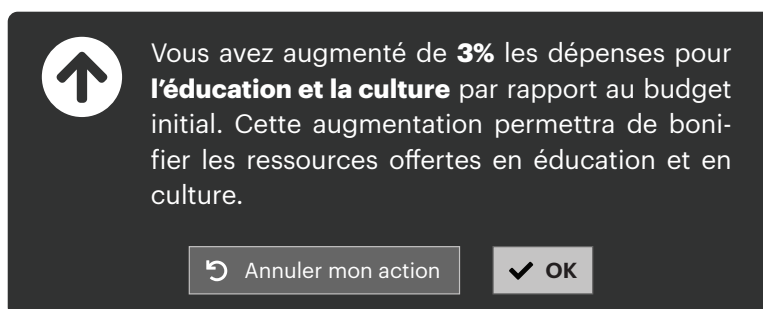 Vous avez augmenté de 3% les dépenses pour
l'éducation et la culture par rapport au budget
initial. Cette augmentation permettra de boni-
fier les ressources offertes en éducation et en
culture.
Annuler mon action
OK